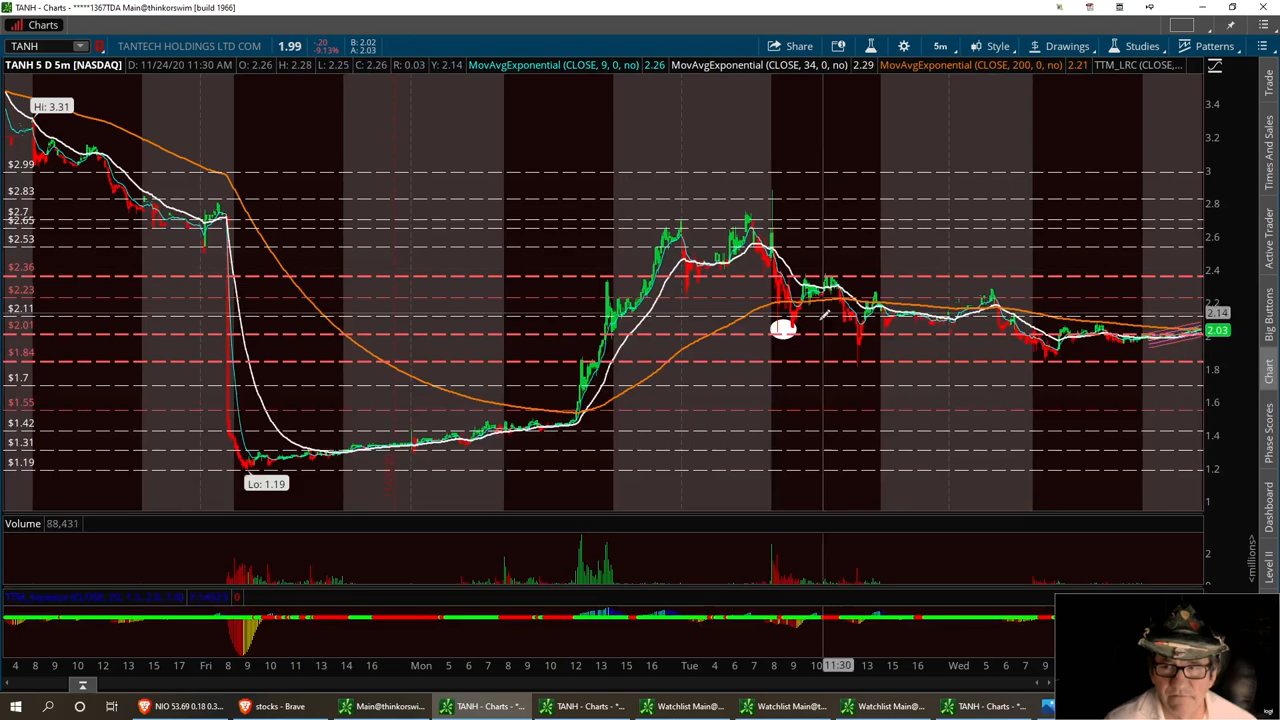 TANH - Charts - *****1367TDA Main@thinkorswim [build 1966]
Charts
TANH TANTECH HOLDINGS LTD COM 1.99 -.20 -9.13% B: 2.02 A: 2.03 Share 5m Style Drawings Studies Patterns
TANH 5 D 5m [NASDAQ] D: 11/24/20 11:30 AM O: 2.26 H: 2.28 L: 2.25 C: 2.26 R: 0.03 Y: 2.14 MovAvgExponential (CLOSE, 9, 0, no) 2.26 MovAvgExponential (CLOSE, 34, 0, no) 2.29 MovAvgExponential (CLOSE, 200, 0, no) 2.21 TTM_LRC (CLOSE,...
Hi: 3.31
$2.99
$2.83
$2.7
$2.65
$2.53
$2.36
$2.23
$2.11
$2.01
$1.84
$1.7
$1.55
$1.42
$1.31
$1.19
Lo: 1.19
3.4
3.2
3
2.8
2.6
2.4
2.2
2.14
2.03
1.8
1.6
1.4
1.2
1
Trade
Times And Sales
Active Trader
Big Buttons
Chart
Phase Scores
Dashboard
Level II
Volume 88,431
2
<millions>
0
4 8 9 10 11 12 13 14 15 17 Fri 8 9 10 11 13 14 16 Mon 5 6 7 8 9 10 12 13 15 16 Tue 6 7 8 9 10 11:30 13 14 16 Wed 5 6 7 9
NIO 53.69 0.18 0.3...
stocks - Brave
Main@thinkorswi...
TANH - Charts - *...
TANH - Charts - *...
Watchlist Main@...
Watchlist Main@t...
Watchlist Main@...
TANH - Charts - *...
logi